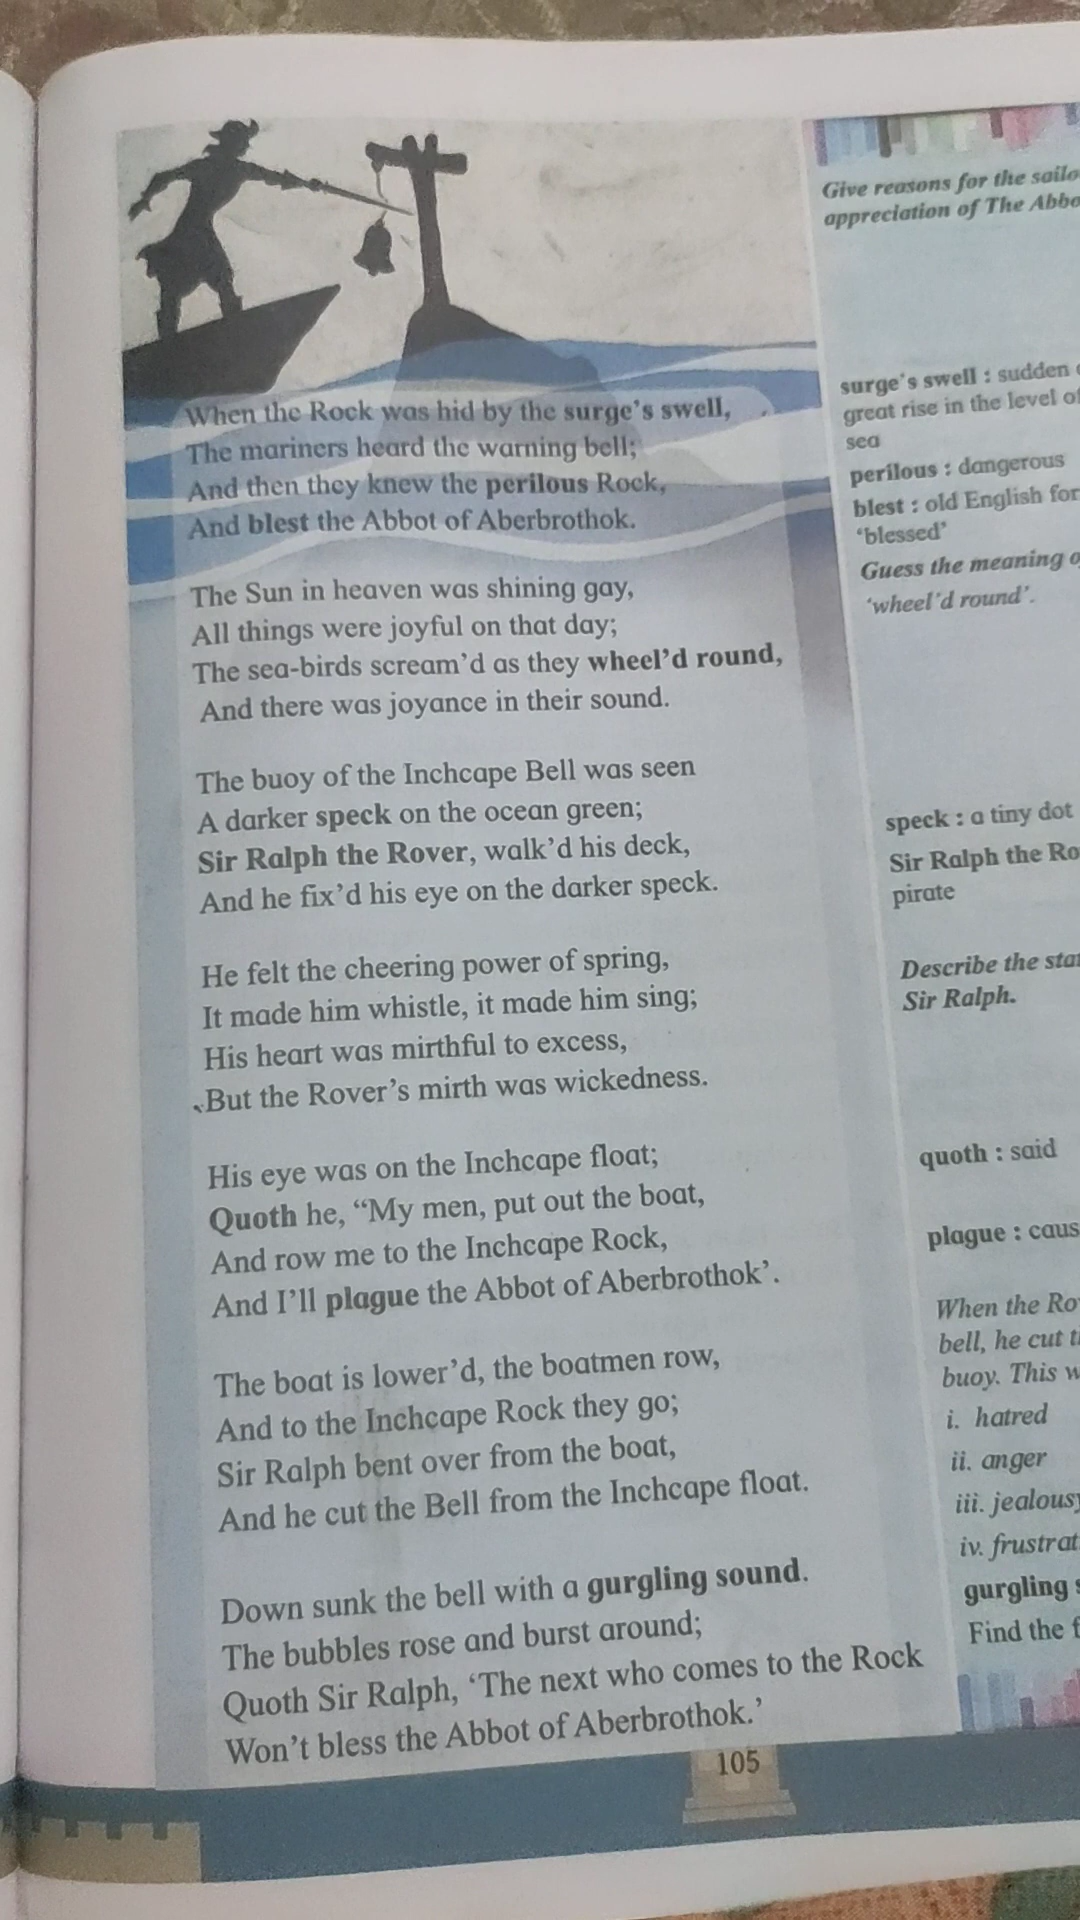 When the Rock was hid by the surge's swell,
The mariners heard the warning bell;
And then they knew the perilous Rock,
And blest the Abbot of Aberbrothok.
The Sun in heaven was shining gay,
All things were joyful on that day;
The sea-birds scream'd as they wheel'd round,
And there was joyance in their sound.
The buoy of the Inchcape Bell was seen
A darker speck on the ocean green;
Sir Ralph the Rover, walk'd his deck,
And he fix'd his eye on the darker speck.
He felt the cheering power of spring,
It made him whistle, it made him sing;
His heart was mirthful to excess,
But the Rover's mirth was wickedness.
His eye was on the Inchcape float;
Quoth he, “My men, put out the boat,
And row me to the Inchcape Rock,
And I'll plague the Abbot of Aberbrothok'.
The boat is lower'd, the boatmen row,
And to the Inchcape Rock they go;
Sir Ralph bent over from the boat,
And he cut the Bell from the Inchcape float.
Down sunk the bell with a gurgling sound.
The bubbles rose and burst around;
Quoth Sir Ralph, ‘The next who comes to the Rock
Won't bless the Abbot of Aberbrothok.’
Give reasons for the
appreciation of The
surge's swell : sudden
great rise in the level
sea
perilous : dangerous
blest : old English for
‘blessed’
Guess the meaning
‘wheel'd round’.
speck : a tiny dot
Sir Ralph the
pirate
Describe the
Sir Ralph.
quoth : said
plague :
When the
bell, he cut
buoy. This
i. hatred
ii. anger
iii. jealousy
iv.
gurgling
Find the
105